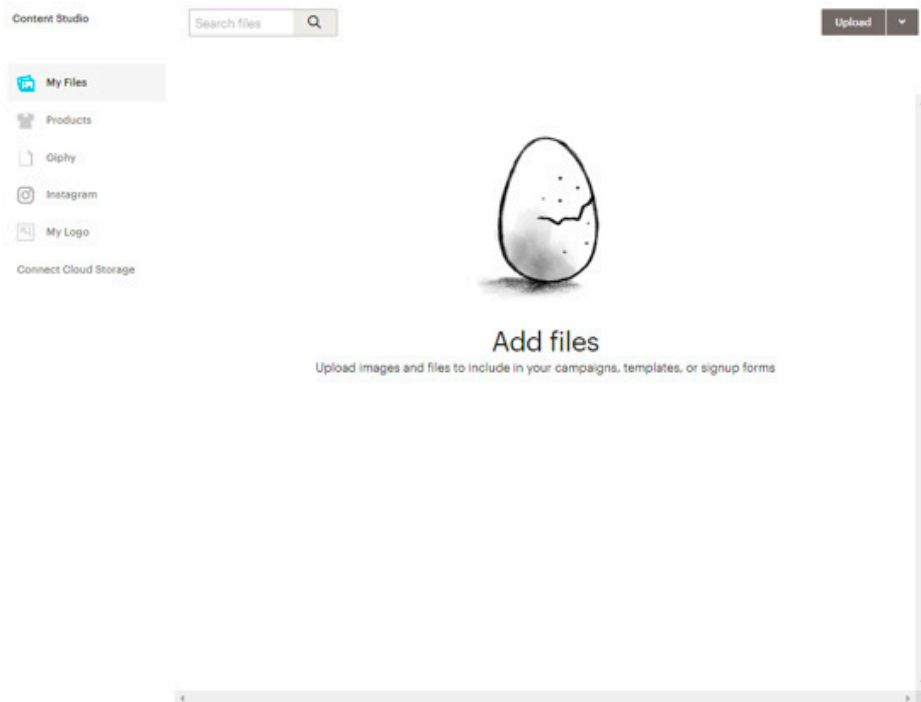 Content Studio
Search files
Upload
My Files
Products
Giphy
Instagram
My Logo
Connect Cloud Storage
Add files
Upload images and files to include in your campaigns, templates, or signup forms